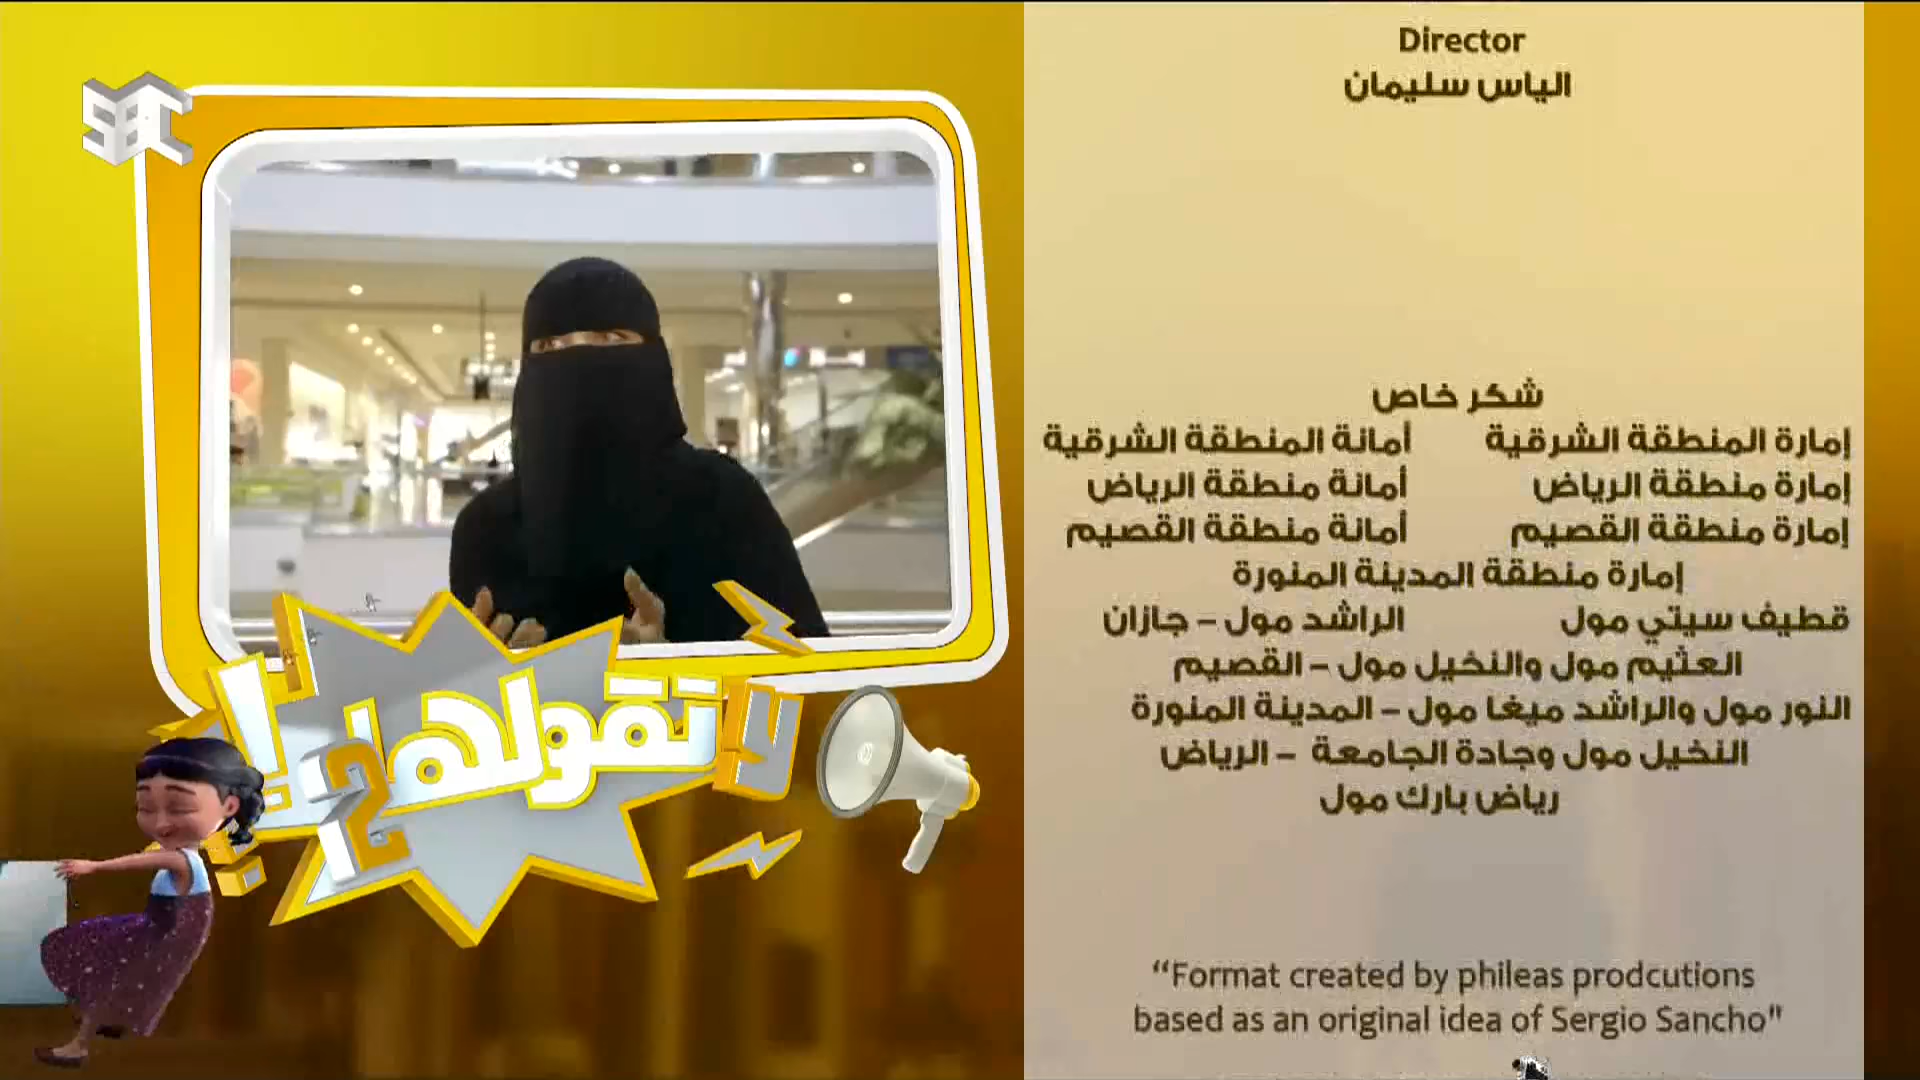 SBC
لا تقولها!
2
Director
الياس سليمان
شكر خاص
إمارة المنطقة الشرقية أمانة المنطقة الشرقية
إمارة منطقة الرياض أمانة منطقة الرياض
إمارة منطقة القصيم أمانة منطقة القصيم
إمارة منطقة المدينة المنورة
قطيف سيتي مول الراشد مول – جازان
العثيم مول والنخيل مول – القصيم
النور مول والراشد ميغا مول – المدينة المنورة
النخيل مول وجادة الجامعة – الرياض
رياض بارك مول
“Format created by phileas prodcutions
based as an original idea of Sergio Sancho"